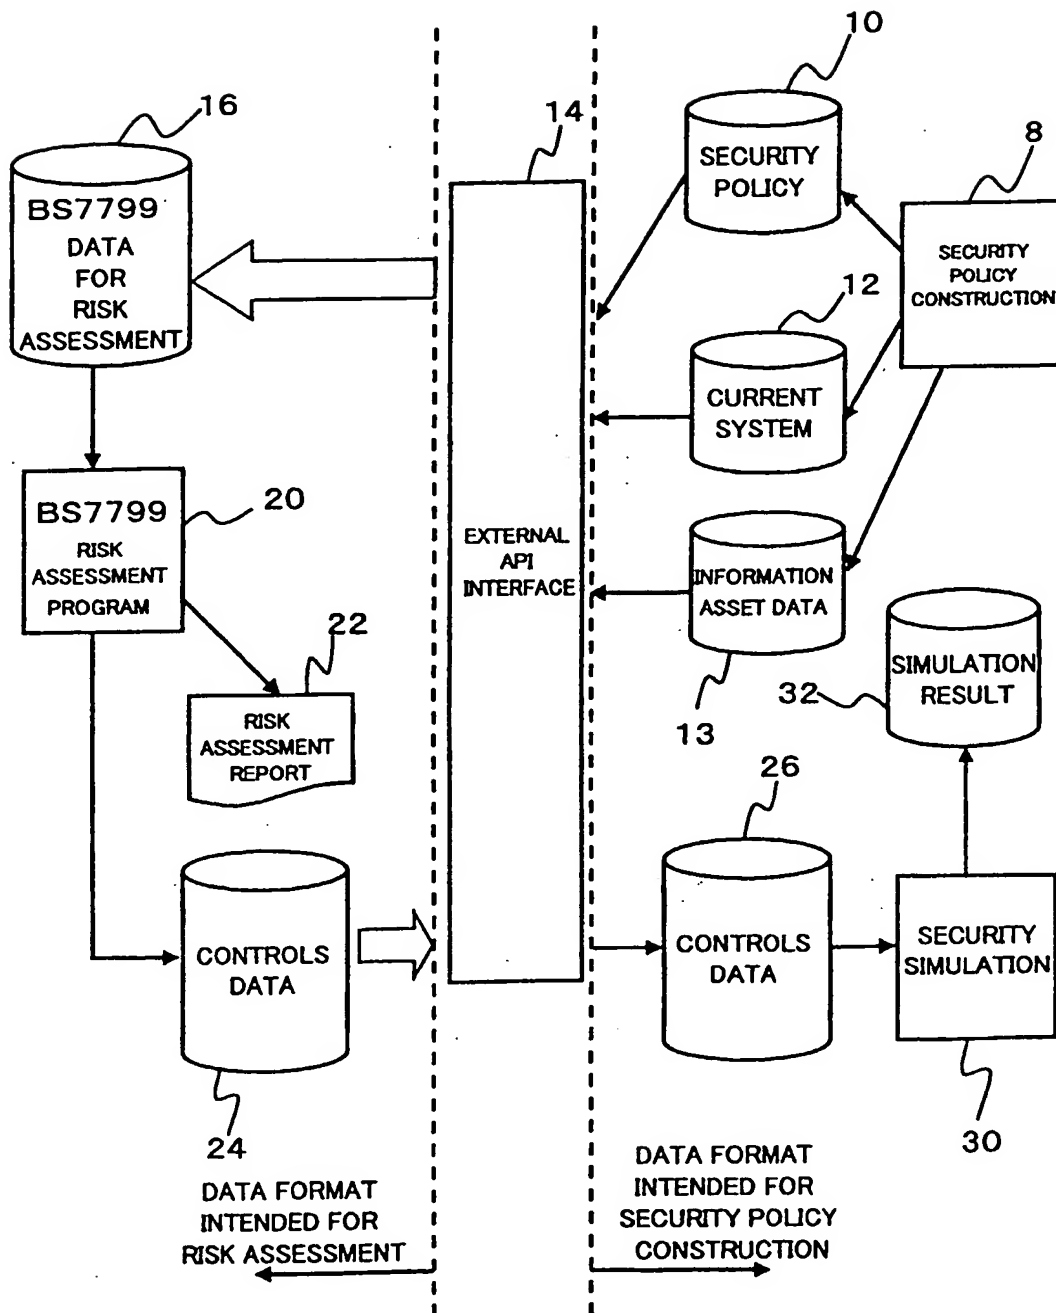 10
16
14
8
SECURITY
POLICY
BS7799
DATA
FOR
RISK
ASSESSMENT
SECURITY
POLICY
CONSTRUCTION
12
CURRENT
SYSTEM
BS7799
RISK
ASSESSMENT
PROGRAM
20
EXTERNAL
API
INTERFACE
INFORMATION
ASSET DATA
22
SIMULATION
RESULT
32
13
RISK
ASSESSMENT
REPORT
26
CONTROLS
DATA
CONTROLS
DATA
SECURITY
SIMULATION
24
30
DATA FORMAT
INTENDED FOR
RISK ASSESSMENT
DATA FORMAT
INTENDED FOR
SECURITY POLICY
CONSTRUCTION